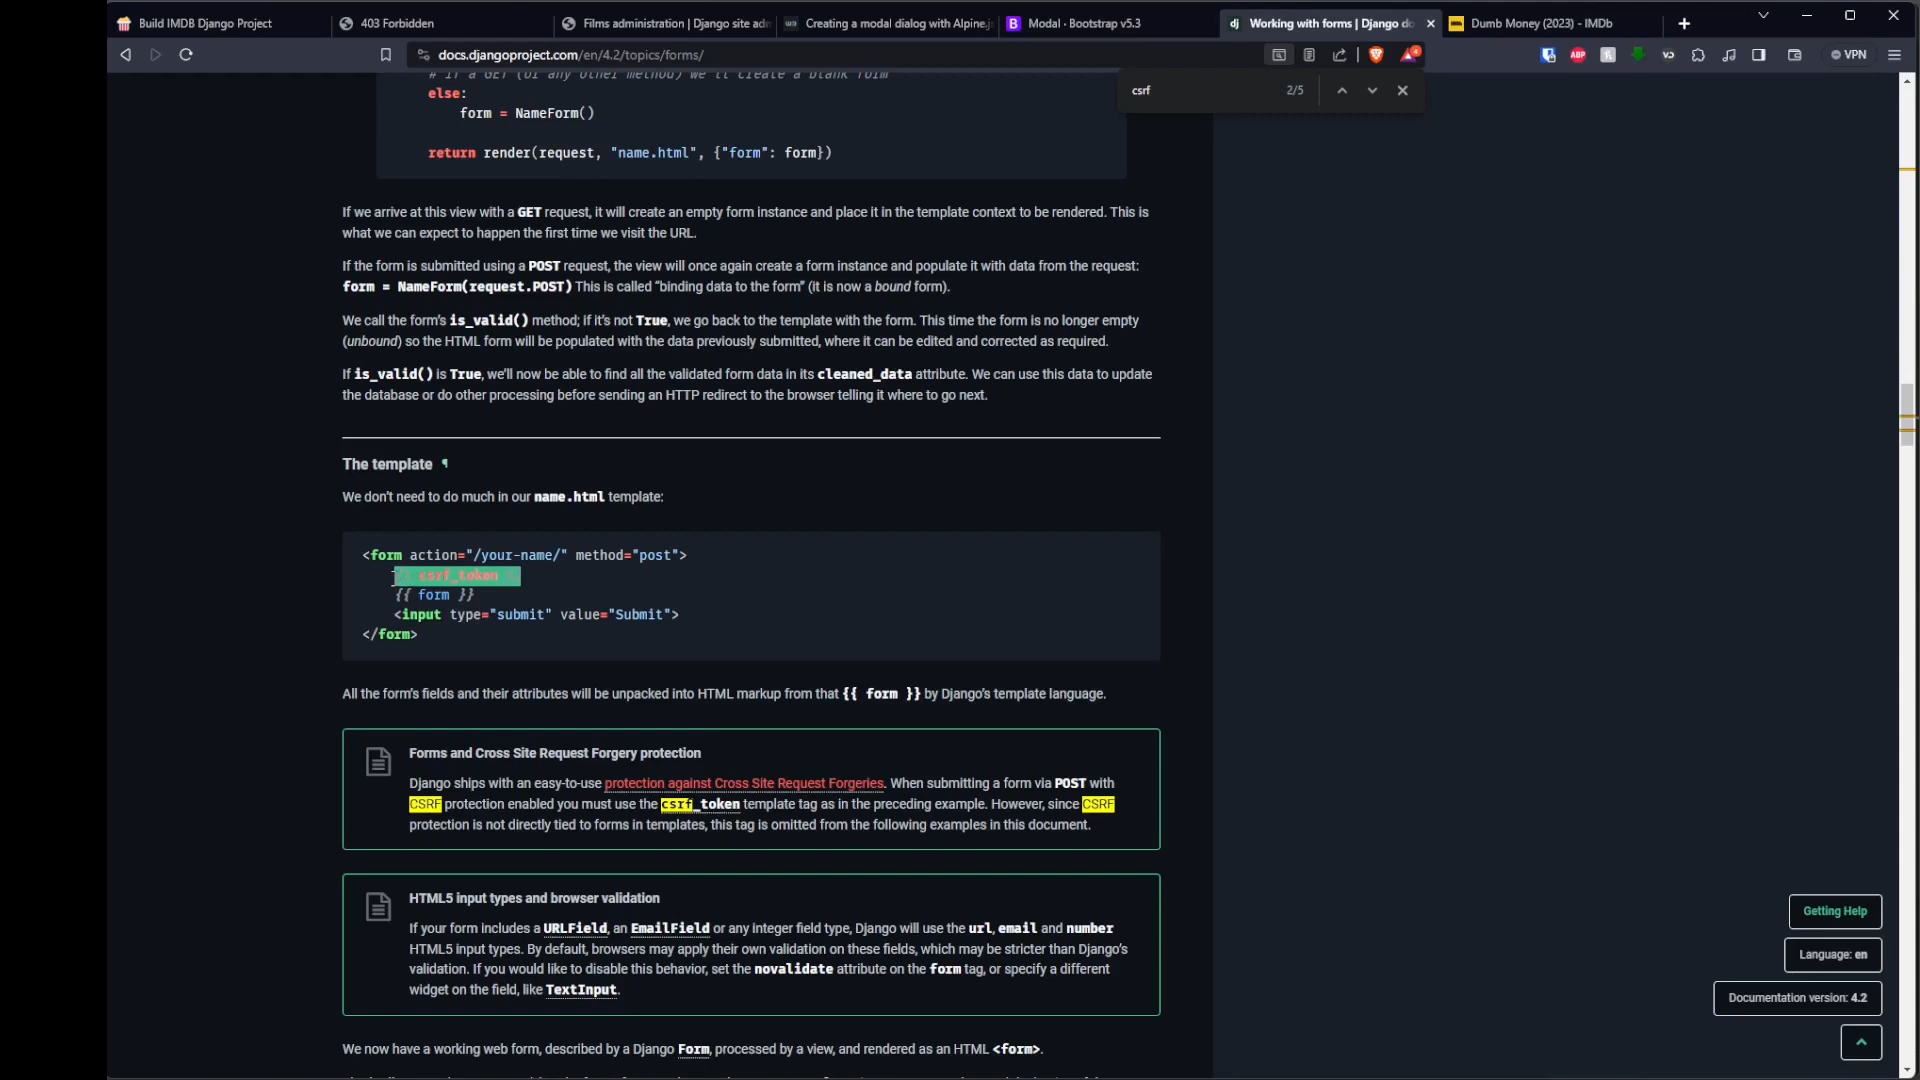 Build IMDB Django Project
403 Forbidden
Films administration | Django site adm
Creating a modal dialog with Alpine.js
Modal · Bootstrap v5.3
dj Working with forms | Django do
Dumb Money (2023) - IMDb
docs.djangoproject.com/en/4.2/topics/forms/
ABP
VPN
csrf 2/5
# if a GET (or any other method) we'll create a blank form
else:
form = NameForm()
return render(request, "name.html", {"form": form})
If we arrive at this view with a GET request, it will create an empty form instance and place it in the template context to be rendered. This is
what we can expect to happen the first time we visit the URL.
If the form is submitted using a POST request, the view will once again create a form instance and populate it with data from the request:
form = NameForm(request.POST) This is called “binding data to the form” (it is now a bound form).
We call the form’s is_valid() method; if it’s not True, we go back to the template with the form. This time the form is no longer empty
(unbound) so the HTML form will be populated with the data previously submitted, where it can be edited and corrected as required.
If is_valid() is True, we’ll now be able to find all the validated form data in its cleaned_data attribute. We can use this data to update
the database or do other processing before sending an HTTP redirect to the browser telling it where to go next.
The template ¶
We don’t need to do much in our name.html template:
<form action="/your-name/" method="post">
{% csrf_token %}
{{ form }}
<input type="submit" value="Submit">
</form>
All the form’s fields and their attributes will be unpacked into HTML markup from that {{ form }} by Django’s template language.
Forms and Cross Site Request Forgery protection
Django ships with an easy-to-use protection against Cross Site Request Forgeries. When submitting a form via POST with
CSRF protection enabled you must use the csrf_token template tag as in the preceding example. However, since CSRF
protection is not directly tied to forms in templates, this tag is omitted from the following examples in this document.
HTML5 input types and browser validation
If your form includes a URLField, an EmailField or any integer field type, Django will use the url, email and number
HTML5 input types. By default, browsers may apply their own validation on these fields, which may be stricter than Django’s
validation. If you would like to disable this behavior, set the novalidate attribute on the form tag, or specify a different
widget on the field, like TextInput.
We now have a working web form, described by a Django Form, processed by a view, and rendered as an HTML <form>.
Getting Help
Language: en
Documentation version: 4.2